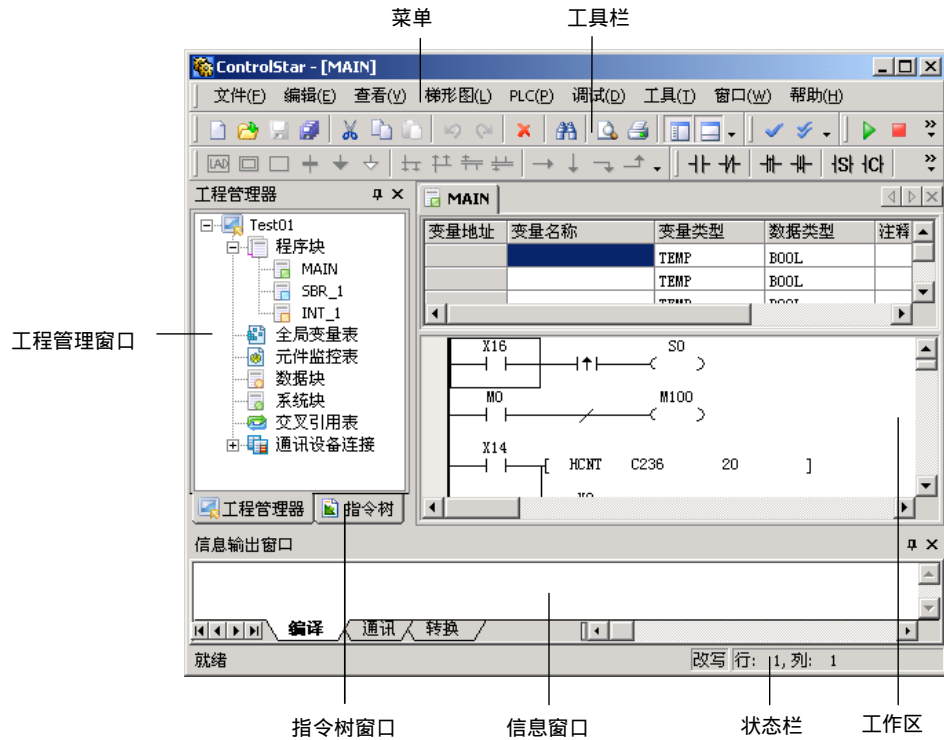 菜单 工具栏
ControlStar - [MAIN]
文件(F) 编辑(E) 查看(V) 梯形图(L) PLC(P) 调试(D) 工具(T) 窗口(W) 帮助(H)
LAD S C
工程管理器
MAIN
Test01
程序块
MAIN
SBR_1
INT_1
全局变量表
元件监控表
数据块
系统块
交叉引用表
通讯设备连接
工程管理器 指令树
变量地址 变量名称 变量类型 数据类型 注释
TEMP BOOL
TEMP BOOL
TEMP BOOL
X16 S0
M0 M100
X14
[ HCNT C236 20 ]
工程管理窗口
信息输出窗口
编译 通讯 转换
就绪 改写 行: 1,列: 1
指令树窗口 信息窗口 状态栏 工作区